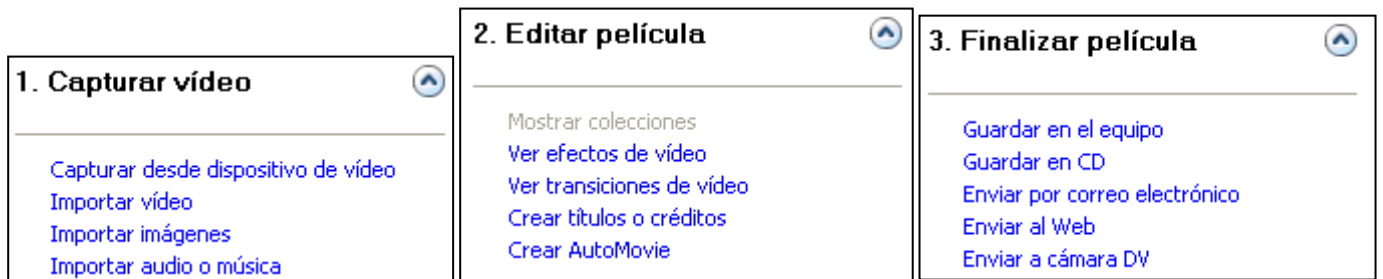 1. Capturar vídeo
Capturar desde dispositivo de vídeo
Importar vídeo
Importar imágenes
Importar audio o música
2. Editar película
Mostrar colecciones
Ver efectos de vídeo
Ver transiciones de vídeo
Crear títulos o créditos
Crear AutoMovie
3. Finalizar película
Guardar en el equipo
Guardar en CD
Enviar por correo electrónico
Enviar al Web
Enviar a cámara DV